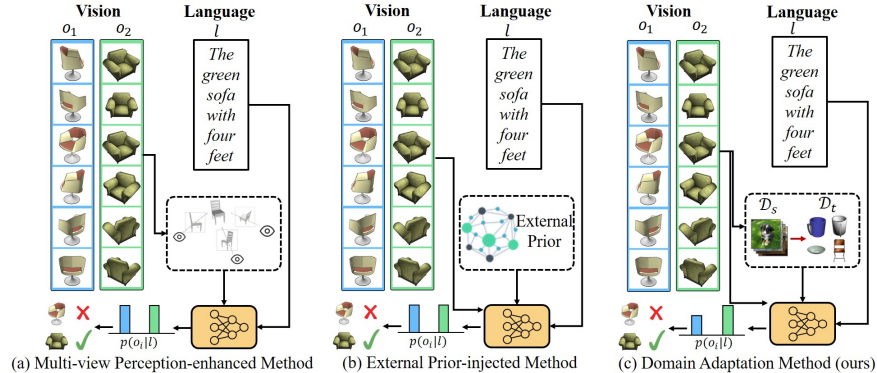 Vision Language
o₁ o₂ l
The
green
sofa
with
four
feet
p(oᵢ|l)
(a) Multi-view Perception-enhanced Method
Vision Language
o₁ o₂ l
The
green
sofa
with
four
feet
External
Prior
p(oᵢ|l)
(b) External Prior-injected Method
Vision Language
o₁ o₂ l
The
green
sofa
with
four
feet
𝒟ₛ 𝒟ₜ
p(oᵢ|l)
(c) Domain Adaptation Method (ours)